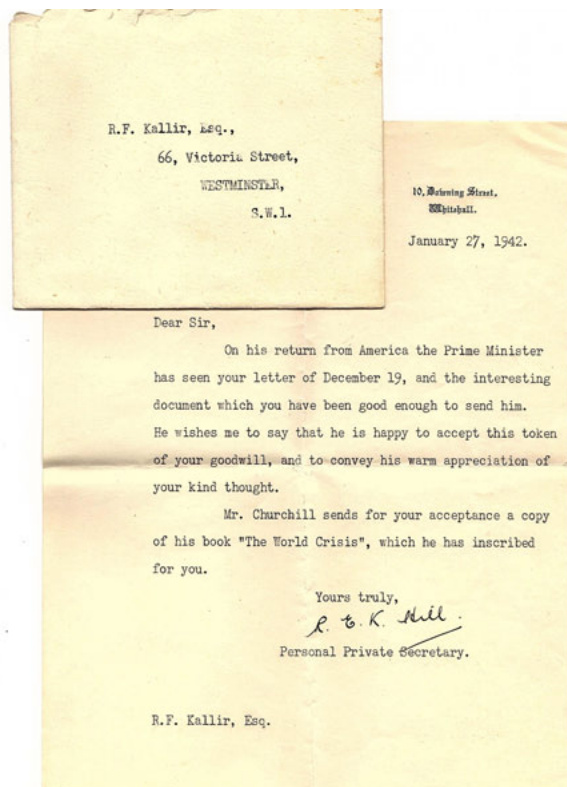 R.F. Kallir, Esq.,
66, Victoria Street,
WESTMINSTER,
S.W.1.
10, Downing Street,
Whitehall.
January 27, 1942.
Dear Sir,
On his return from America the Prime Minister
has seen your letter of December 19, and the interesting
document which you have been good enough to send him.
He wishes me to say that he is happy to accept this token
of your goodwill, and to convey his warm appreciation of
your kind thought.
Mr. Churchill sends for your acceptance a copy
of his book "The World Crisis", which he has inscribed
for you.
Yours truly,
R. E. K. Hill.
Personal Private Secretary.
R.F. Kallir, Esq.